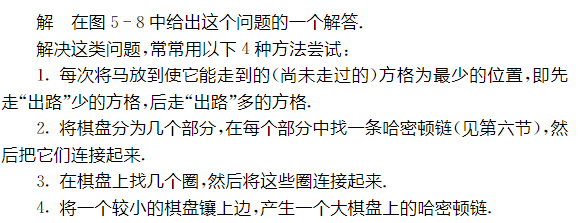 解　在图 5-8 中给出这个问题的一个解答.
解决这类问题,常常用以下 4 种方法尝试:
1. 每次将马放到使它能走到的(尚未走过的)方格为最少的位置,即先
走“出路”少的方格,后走“出路”多的方格.
2. 将棋盘分为几个部分,在每个部分中找一条哈密顿链(见第六节),然
后把它们连接起来.
3. 在棋盘上找几个圈,然后将这些圈连接起来.
4. 将一个较小的棋盘镶上边,产生一个大棋盘上的哈密顿链.